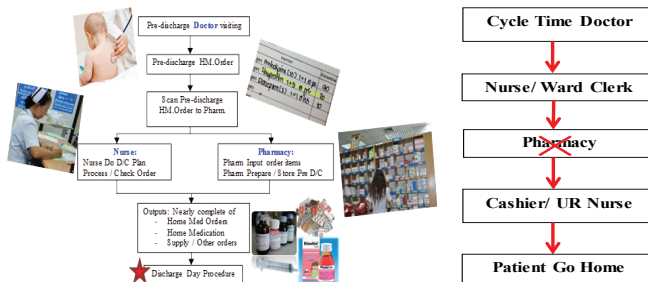 Pre-discharge Doctor visiting
Pre-discharge HM.Order
Scan Pre-discharge
HM.Order to Pharm.
Nurse:
Nurse Do D/C Plan
Process / Check Order
Pharmacy:
Pharm Input order items
Pharm Prepare / Store Pre D/C
Outputs: Nearly complete of
- Home Med Orders
- Home Medication
- Supply / Other orders
Discharge Day Procedure
Cycle Time Doctor
Nurse/ Ward Clerk
Pharmacy
Cashier/ UR Nurse
Patient Go Home